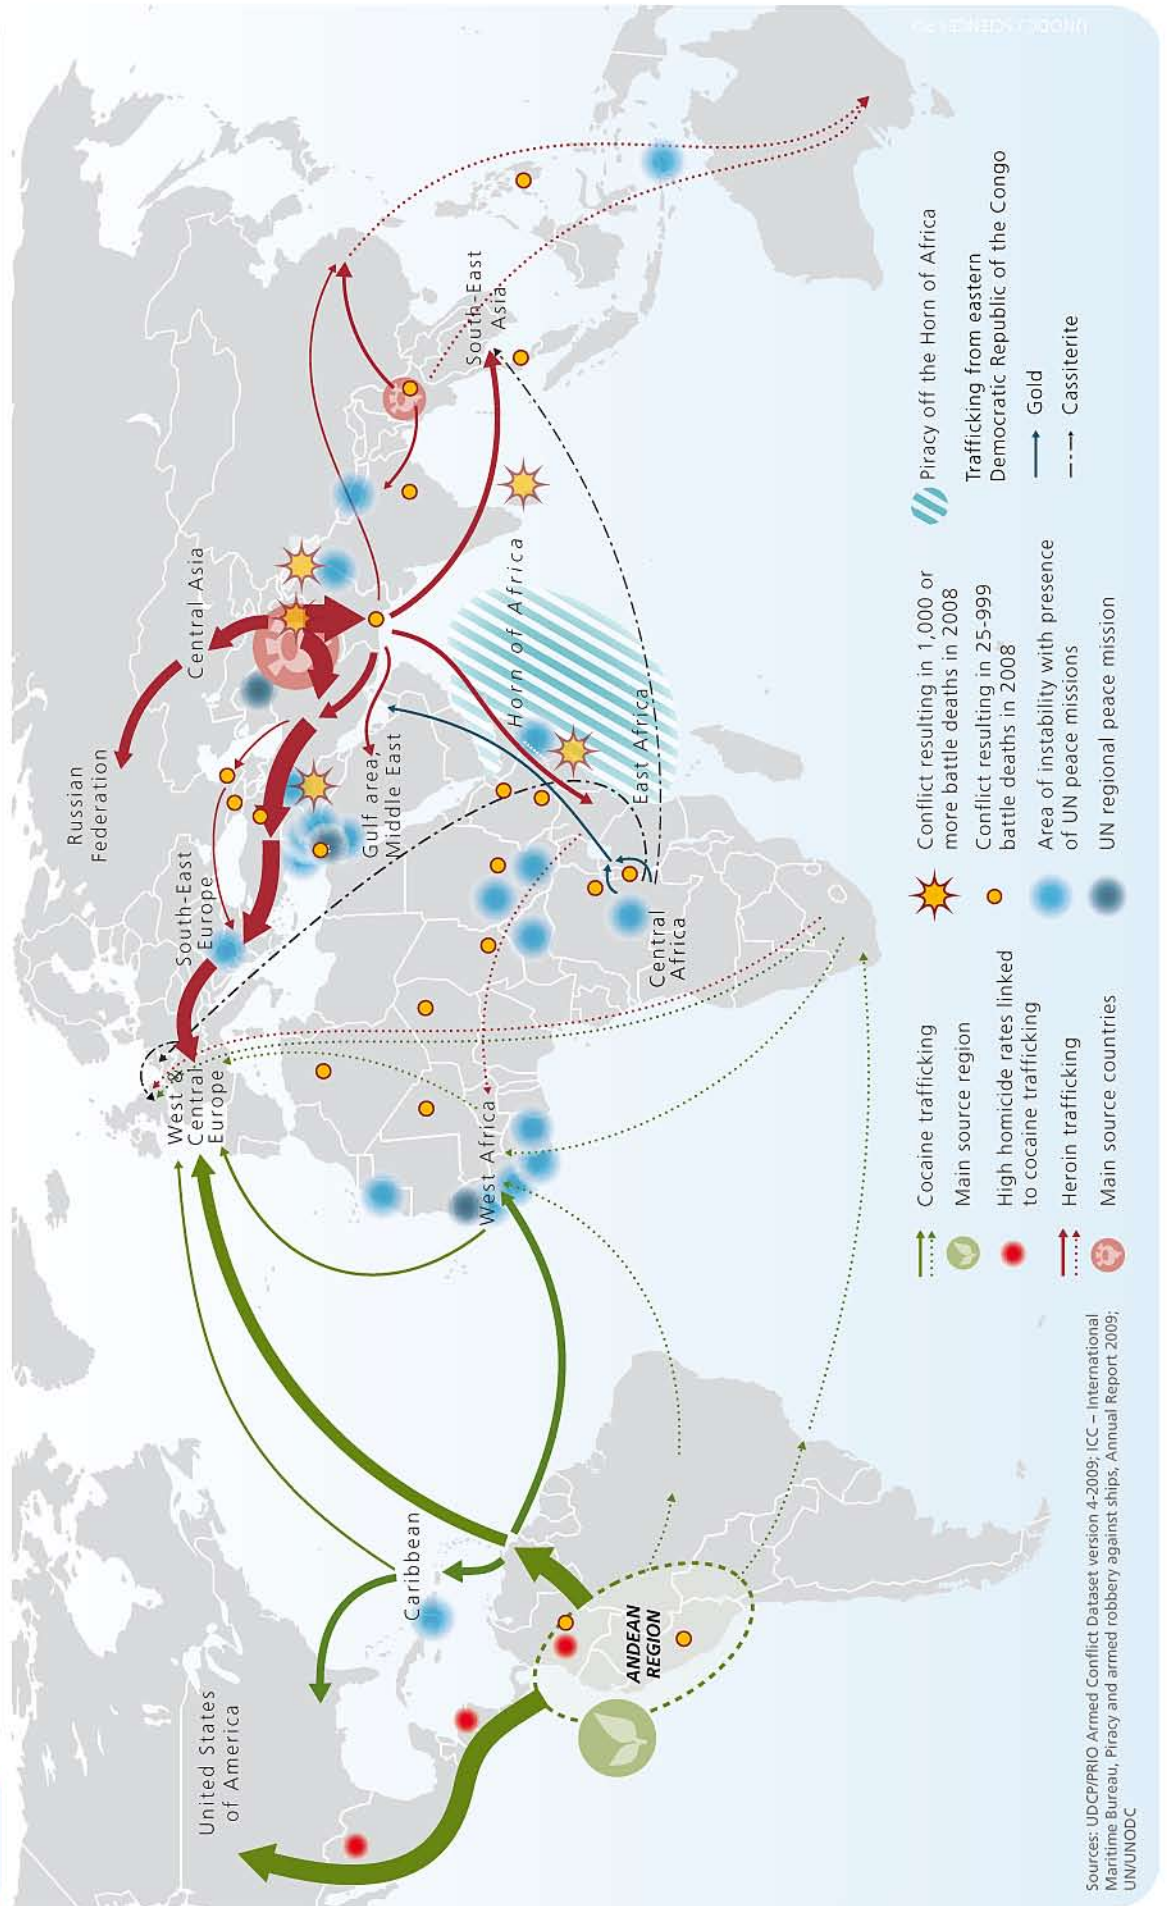 United States
of America
Caribbean
ANDEAN
REGION
West &
Central
Europe
South-East
Europe
Russian
Federation
Central Asia
Gulf area,
Middle East
Horn of Africa
East Africa
Central
Africa
West Africa
South-East
Asia
Cocaine trafficking
Main source region
High homicide rates linked
to cocaine trafficking
Heroin trafficking
Main source countries
Conflict resulting in 1,000 or
more battle deaths in 2008
Conflict resulting in 25-999
battle deaths in 2008
Area of instability with presence
of UN peace missions
UN regional peace mission
Piracy off the Horn of Africa
Trafficking from eastern
Democratic Republic of the Congo
Gold
Cassiterite
Sources: UDCP/PRIO Armed Conflict Dataset version 4-2009; ICC – International
Maritime Bureau, Piracy and armed robbery against ships, Annual Report 2009;
UN/UNODC